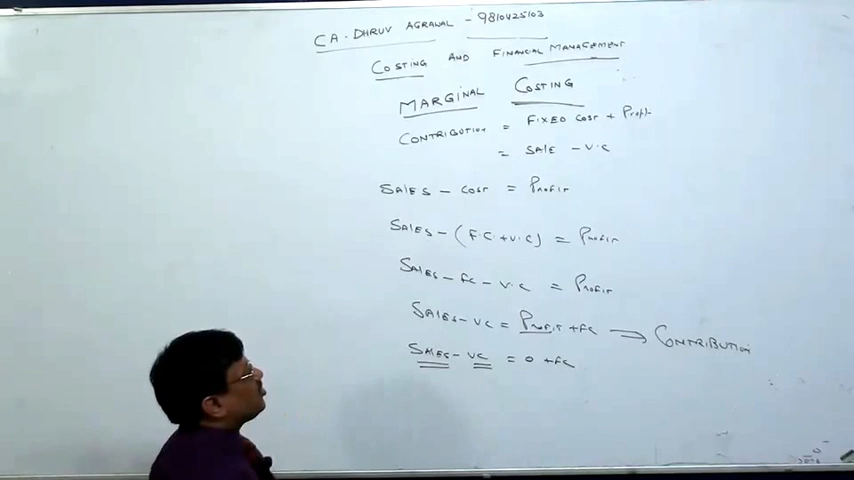 CA. DHRUV AGRAWAL - 9810425103
COSTING AND FINANCIAL MANAGEMENT
MARGINAL COSTING
CONTRIBUTION = FIXED COST + Profit
= SALE - V.C
SALES - COST = PROFIT
SALES - (F.C + V.C) = PROFIT
SALES - FC - V.C = PROFIT
SALES - VC = PROFIT + FC → CONTRIBUTION
SALES - VC = 0 + FC